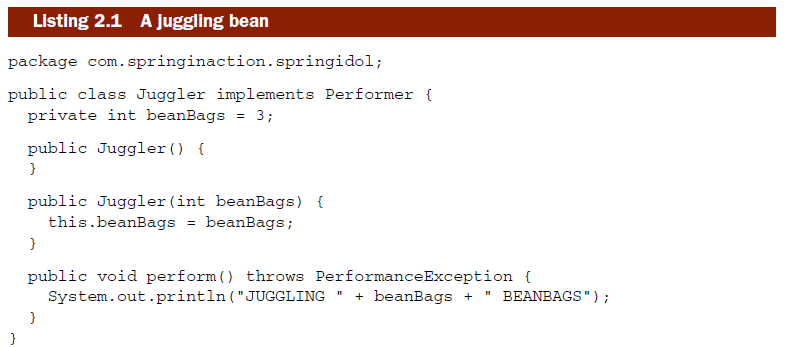 Listing 2.1 A juggling bean
package com.springinaction.springidol;
public class Juggler implements Performer {
private int beanBags = 3;
public Juggler() {
}
public Juggler(int beanBags) {
this.beanBags = beanBags;
}
public void perform() throws PerformanceException {
System.out.println("JUGGLING " + beanBags + " BEANBAGS");
}
}